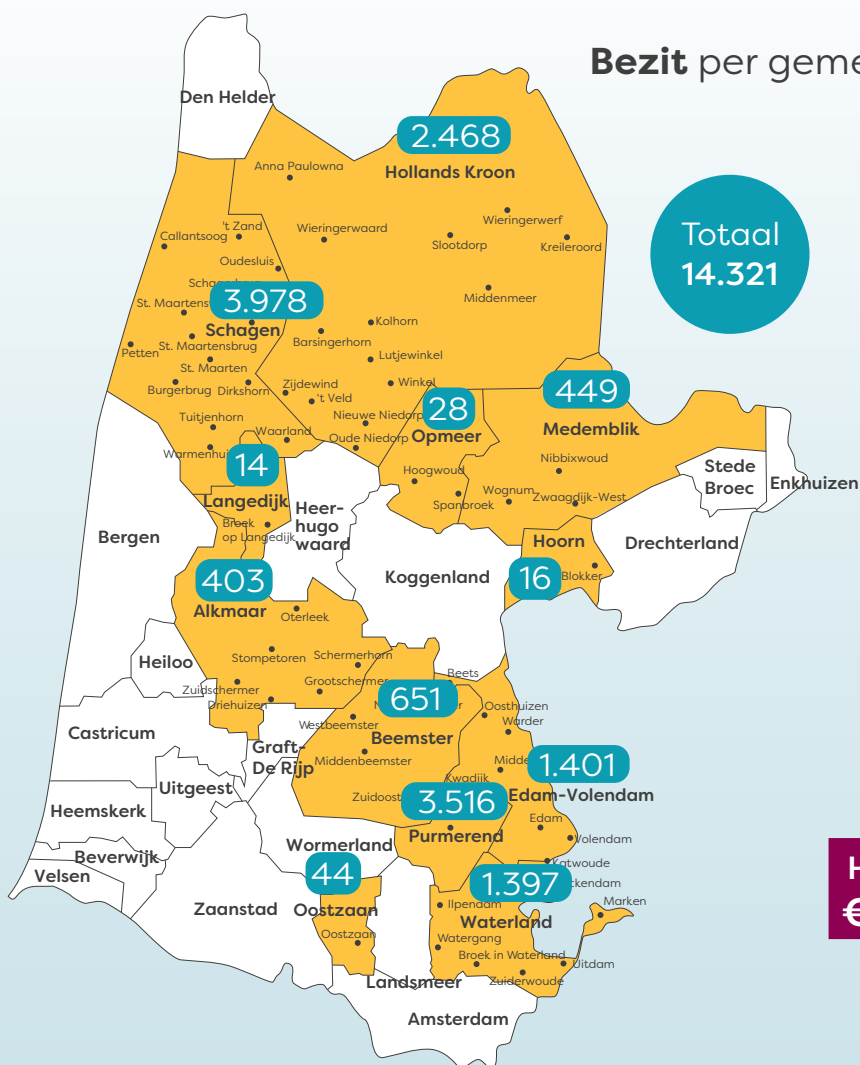 Bezit per geme
Den Helder
2.468
Hollands Kroon
Anna Paulowna
Totaal
14.321
't Zand
Callantsoog
Wieringerwaard
Wieringerwerf
Slootdorp
Kreileroord
Oudesluis
Middenmeer
3.978
Schagen
Kolhorn
Barsingerhorn
Petten
St. Maartensbrug
Lutjewinkel
St. Maarten
Burgerbrug
Dirkshorn
Zijdewind
Winkel
't Veld
28
449
Opmeer
Medemblik
Tuitjenhorn
Nieuwe Niedorp
Waarland
Oude Niedorp
14
Langedijk
Hoogwoud
Nibbixwoud
Spanbroek
Wognum
Zwaagdijk-West
Stede
Broec
Enkhuizen
Heer-
hugo
waard
Broek
op Langedijk
Bergen
Hoorn
Drechterland
403
Alkmaar
Koggenland
16
Blokker
Oterleek
Heiloo
Stompetoren
Schermerhorn
Zuidschermer
Grootschermer
Driehuizen
Beets
651
Beemster
Oosthuizen
Warder
Westbeemster
Castricum
Graft-
De Rijp
Middenbeemster
1.401
Edam-Volendam
Kwadijk
3.516
Purmerend
Uitgeest
Heemskerk
Edam
Volendam
Wormerland
Beverwijk
Velsen
44
Katwoude
1.397
Waterland
Marken
Zaanstad
Oostzaan
Ilpendam
Oostzaan
Watergang
Broek in Waterland
Uitdam
Zuiderwoude
Landsmeer
Amsterdam
H
€